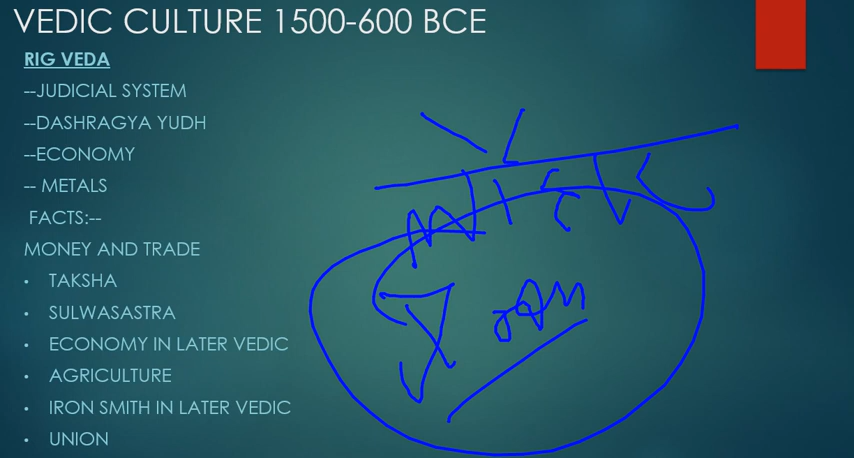 VEDIC CULTURE 1500-600 BCE
RIG VEDA
--JUDICIAL SYSTEM
--DASHRAGYA YUDH
--ECONOMY
-- METALS
FACTS:--
MONEY AND TRADE
• TAKSHA
• SULWASASTRA
• ECONOMY IN LATER VEDIC
• AGRICULTURE
• IRON SMITH IN LATER VEDIC
• UNION